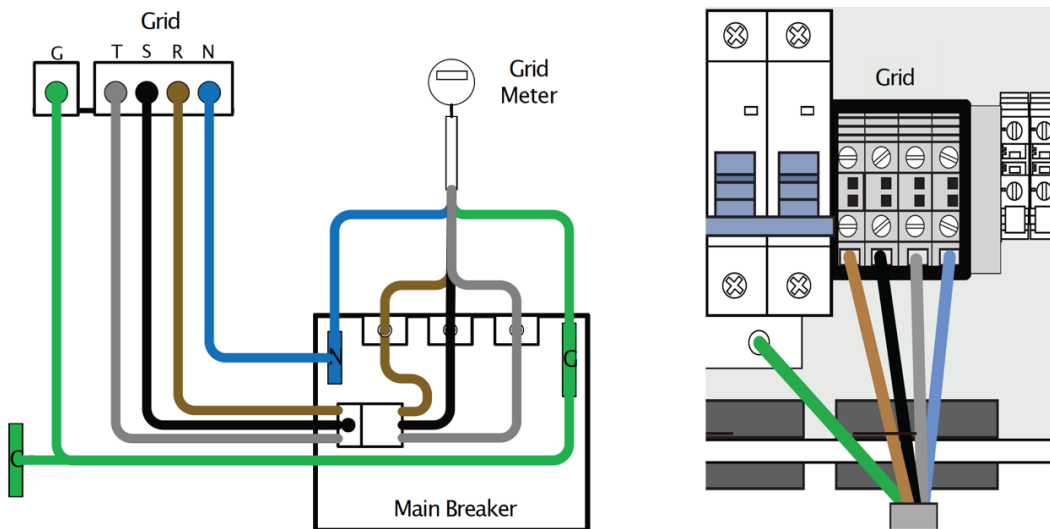 Grid
G T S R N
Grid
Meter
N
G
G
Main Breaker
Grid